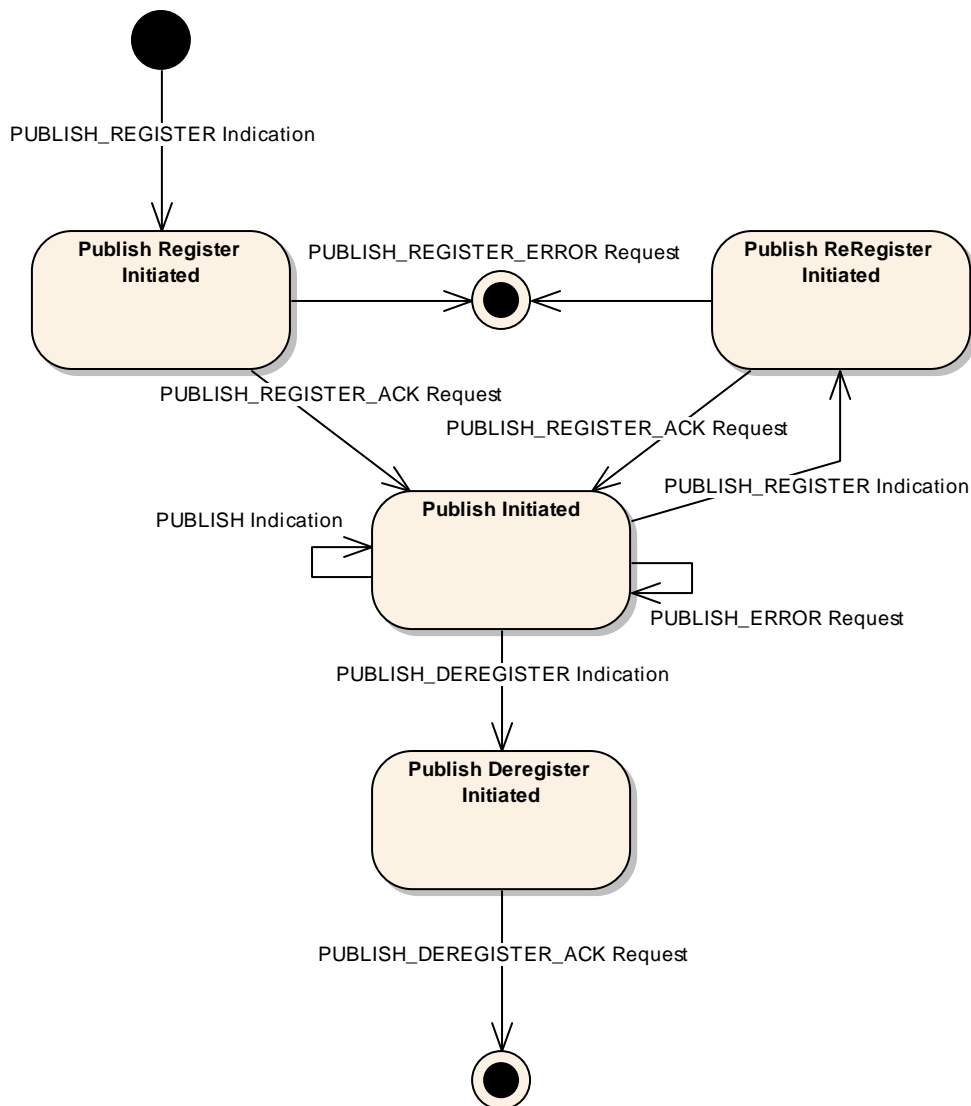 PUBLISH_REGISTER Indication
Publish Register
Initiated
PUBLISH_REGISTER_ERROR Request
Publish ReRegister
Initiated
PUBLISH_REGISTER_ACK Request
PUBLISH_REGISTER_ACK Request
PUBLISH_REGISTER Indication
Publish Initiated
PUBLISH Indication
PUBLISH_ERROR Request
PUBLISH_DEREGISTER Indication
Publish Deregister
Initiated
PUBLISH_DEREGISTER_ACK Request